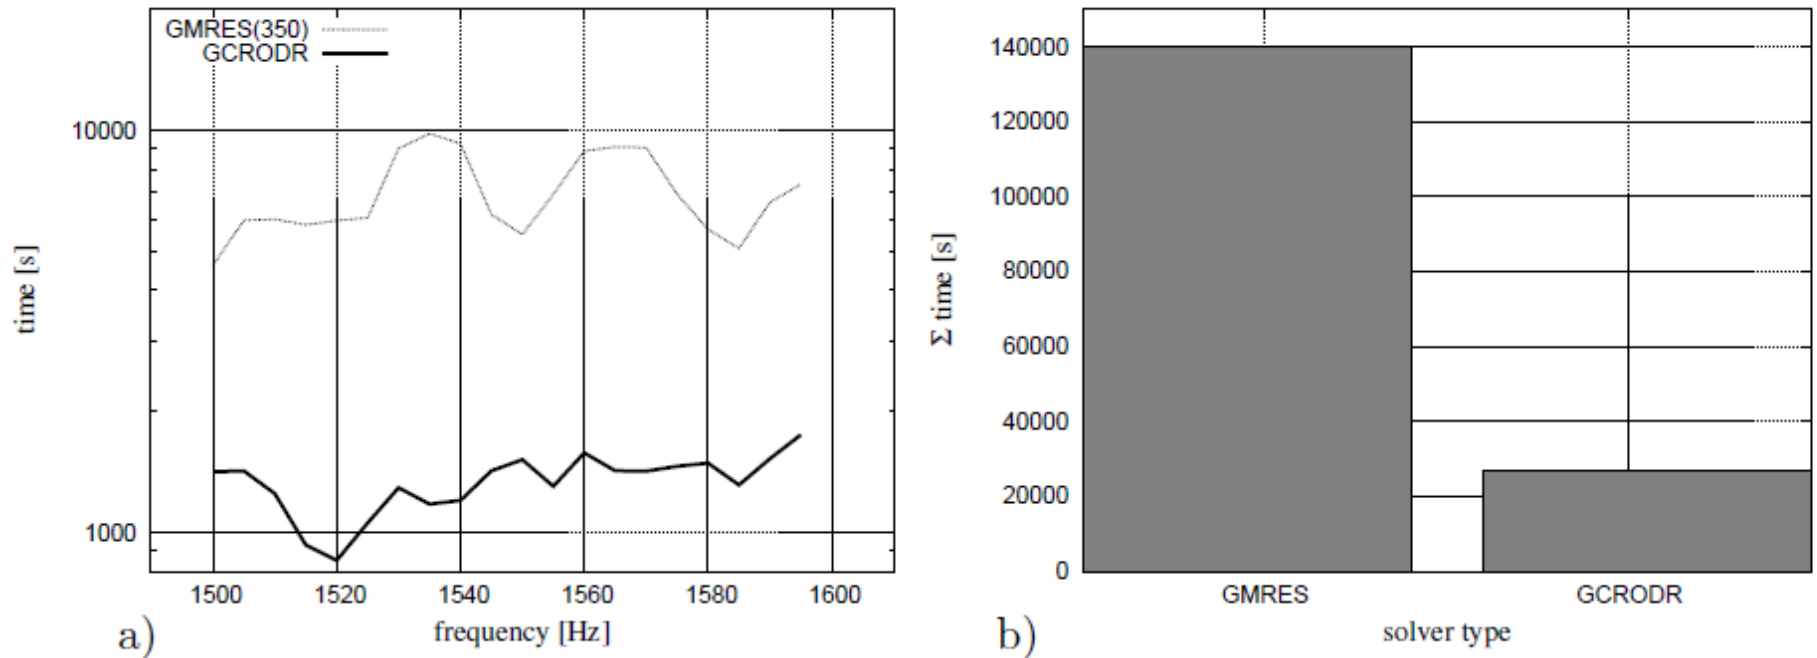 GMRES(350)
GCRODR
10000
1000
time [s]
1500 1520 1540 1560 1580 1600
frequency [Hz]
a)
140000
120000
100000
80000
60000
40000
20000
0
Σ time [s]
GMRES GCRODR
solver type
b)